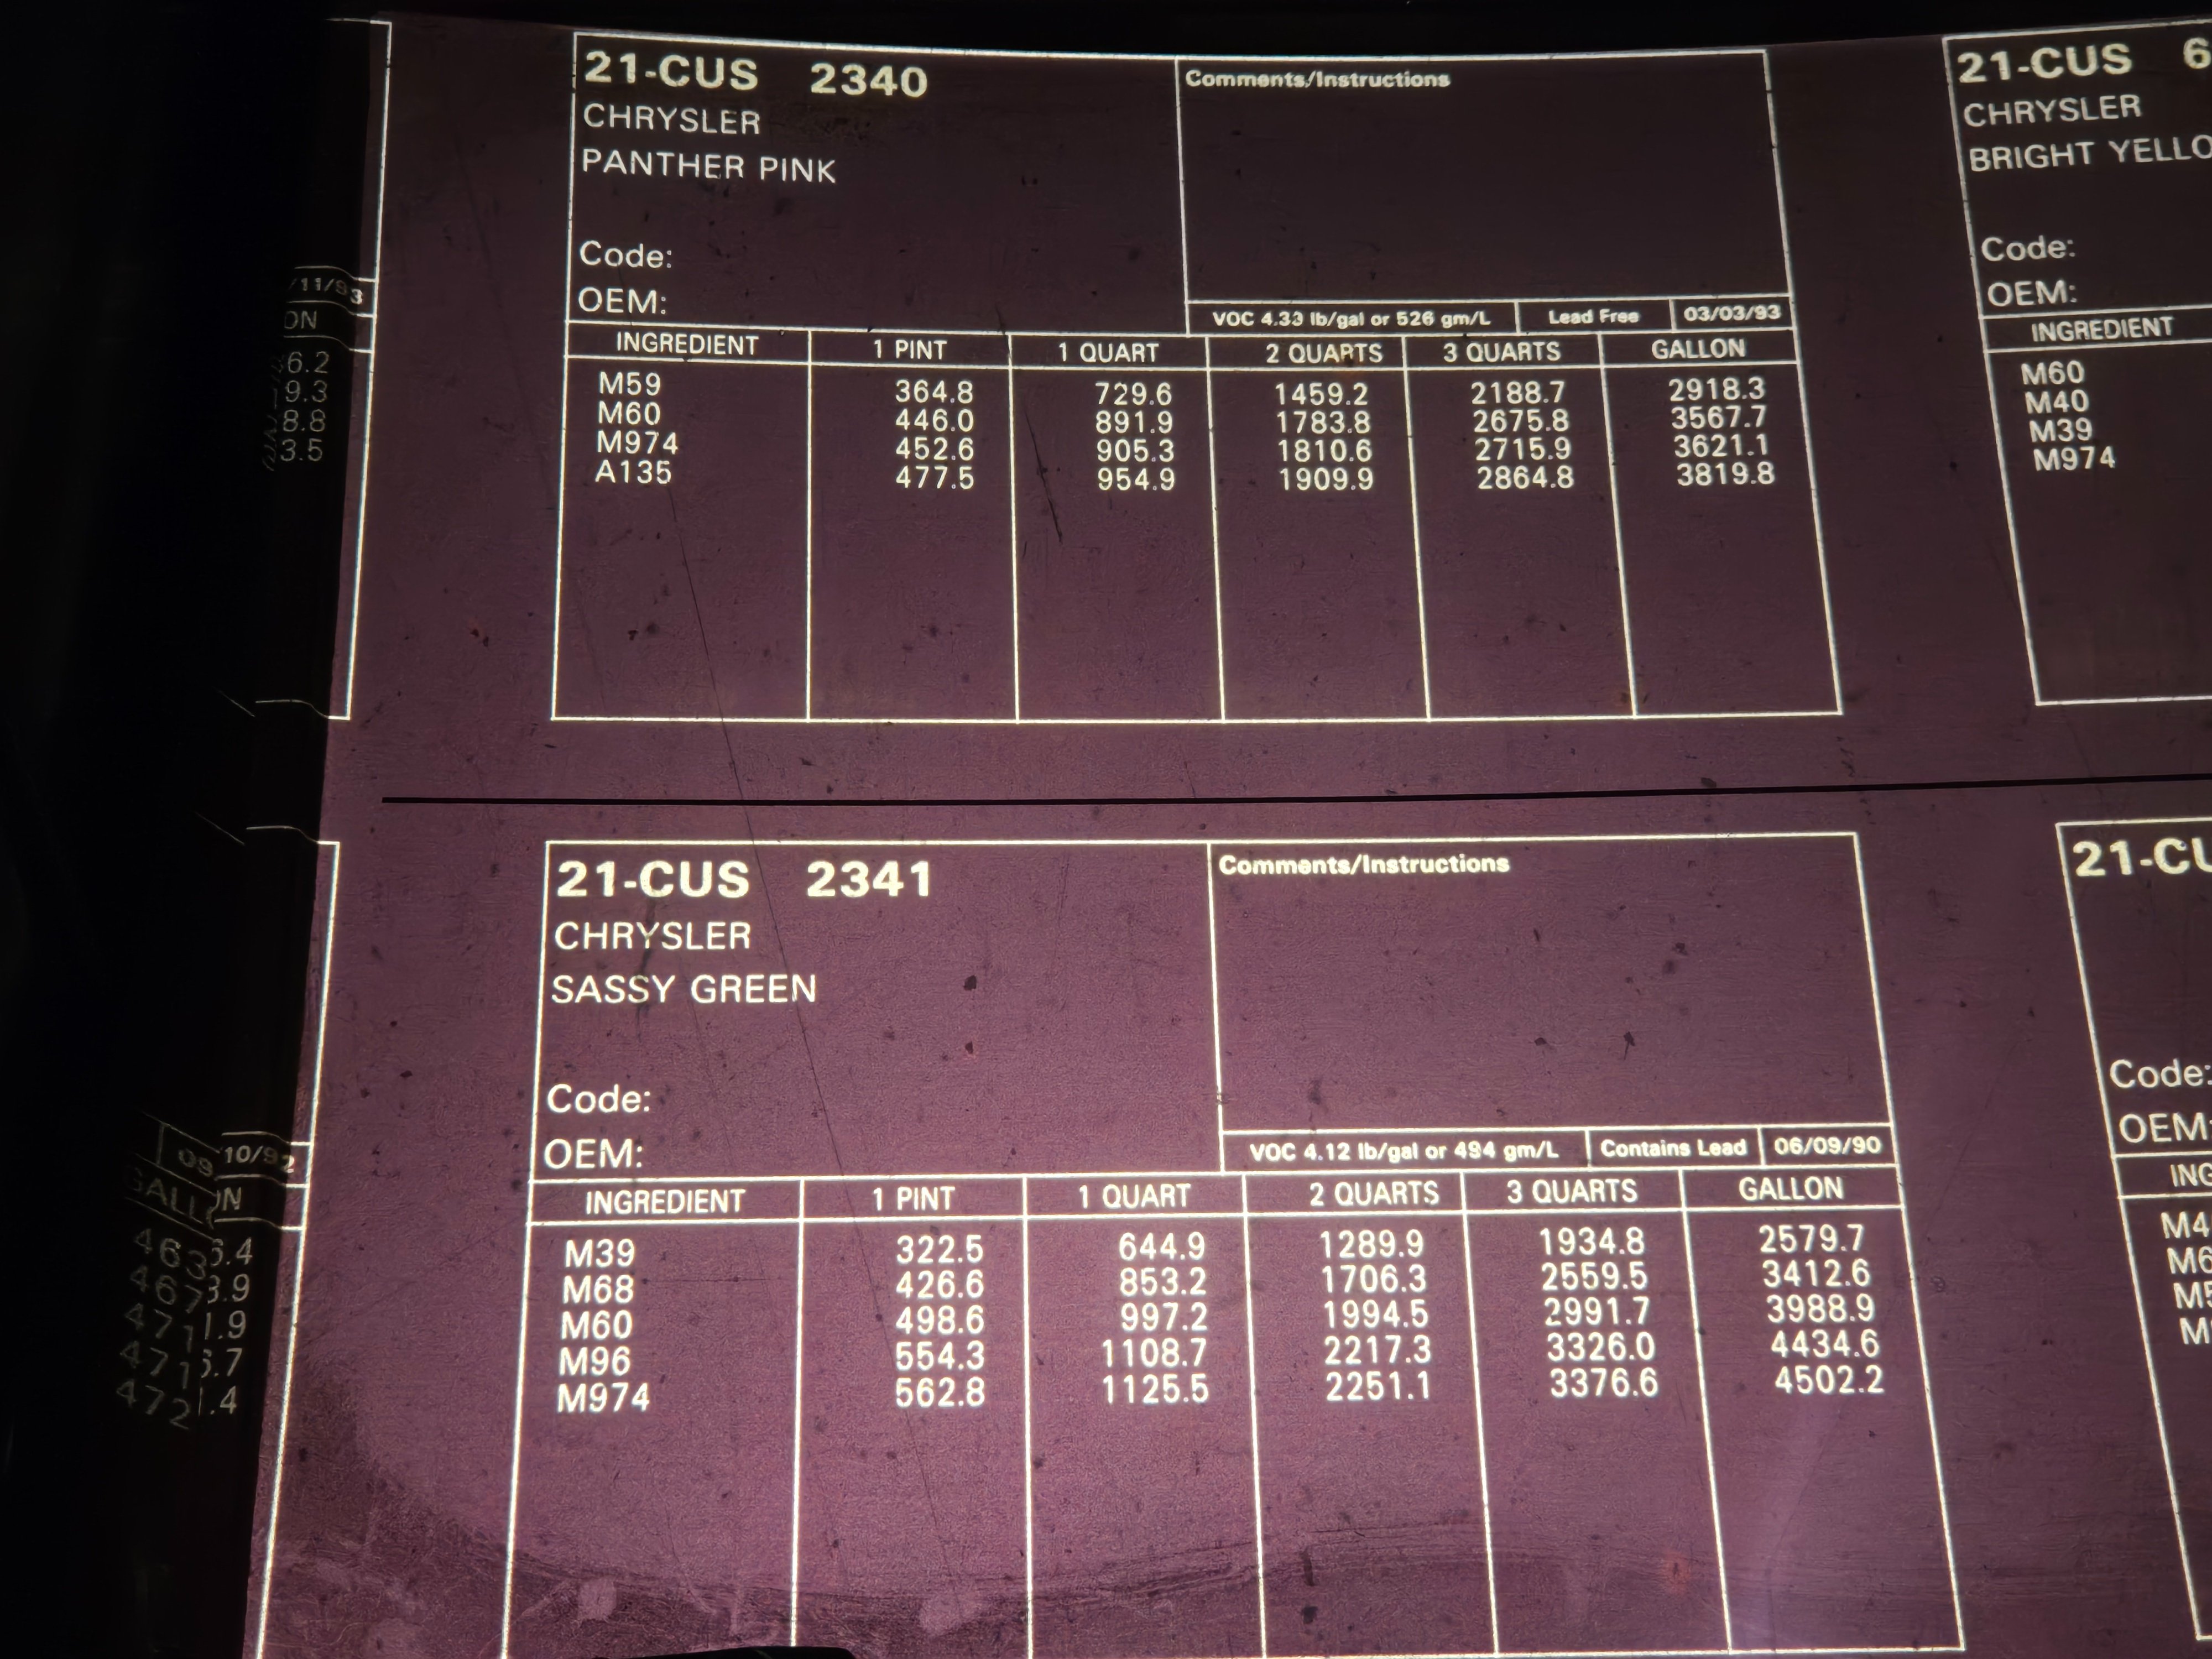 21-CUS 2340
CHRYSLER
PANTHER PINK
Code:
OEM:
Comments/Instructions
VOC 4.33 lb/gal or 526 gm/L Lead Free 03/03/93
INGREDIENT 1 PINT 1 QUART 2 QUARTS 3 QUARTS GALLON
M59 364.8 729.6 1459.2 2188.7 2918.3
M60 446.0 891.9 1783.8 2675.8 3567.7
M974 452.6 905.3 1810.6 2715.9 3621.1
A135 477.5 954.9 1909.9 2864.8 3819.8
21-CUS 6
CHRYSLER
BRIGHT
Code:
OEM:
INGREDIENT
M60
M40
M39
M974
21-CUS 2341
CHRYSLER
SASSY GREEN
Code:
OEM:
Comments/Instructions
VOC 4.12 lb/gal or 494 gm/L Contains Lead 06/09/90
INGREDIENT 1 PINT 1 QUART 2 QUARTS 3 QUARTS GALLON
M39 322.5 644.9 1289.9 1934.8 2579.7
M68 426.6 853.2 1706.3 2559.5 3412.6
M60 498.6 997.2 1994.5 2991.7 3988.9
M96 554.3 1108.7 2217.3 3326.0 4434.6
M974 562.8 1125.5 2251.1 3376.6 4502.2
Code:
OEM: